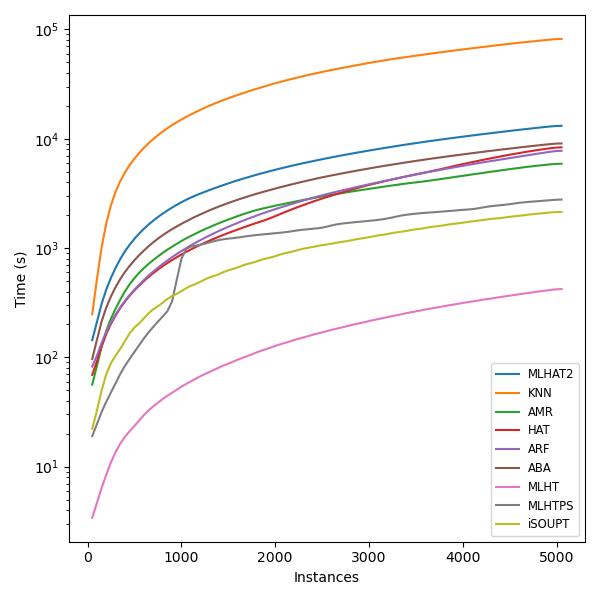 10^5
10^4
10^3
10^2
10^1
Time (s)
0 1000 2000 3000 4000 5000
Instances
MLHAT2
KNN
AMR
HAT
ARF
ABA
MLHT
MLHTPS
iSOUPT